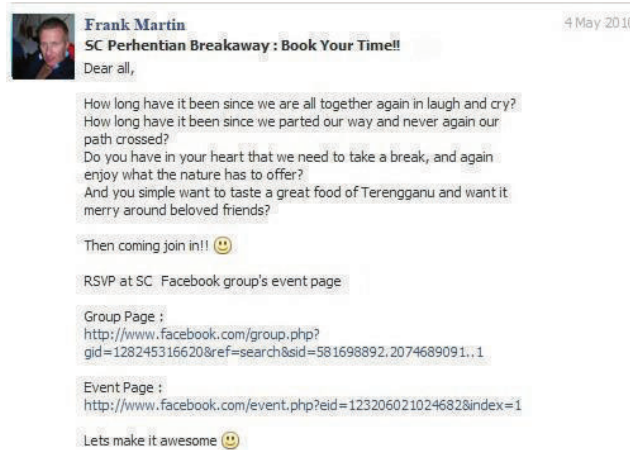 Frank Martin
4 May 2010
SC Perhentian Breakaway : Book Your Time!!
Dear all,
How long have it been since we are all together again in laugh and cry?
How long have it been since we parted our way and never again our
path crossed?
Do you have in your heart that we need to take a break, and again
enjoy what the nature has to offer?
And you simple want to taste a great food of Terengganu and want it
merry around beloved friends?
Then coming join in!!
RSVP at SC Facebook group's event page
Group Page :
http://www.facebook.com/group.php?
gid=128245316620&ref=search&sid=581698892.2074689091..1
Event Page :
http://www.facebook.com/event.php?eid=123206021024682&index=1
Lets make it awesome